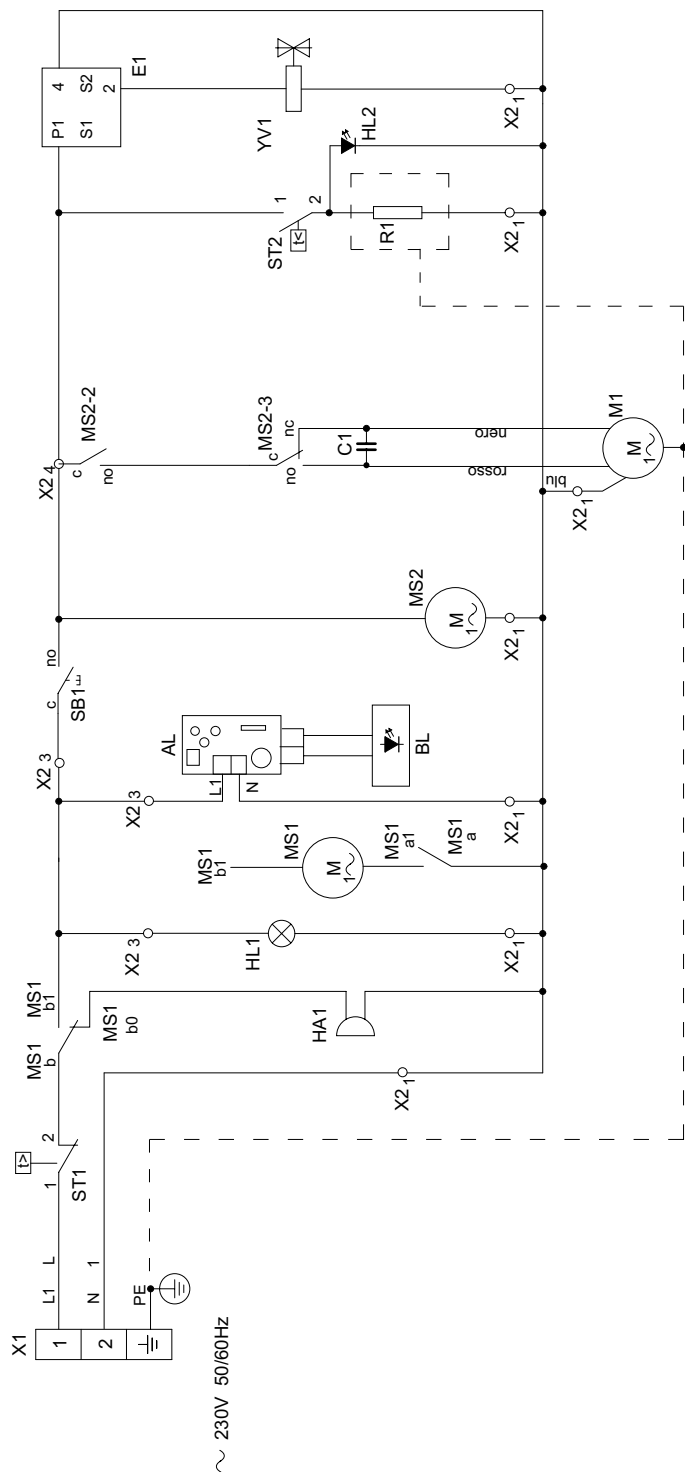 X1
1
2
L1
L
N
1
PE
~ 230V 50/60Hz
1
2
t>
ST1
MS1
b
MS1
b1
MS1
b0
X2 1
HA1
X2 3
HL1
X2 1
MS1
b1
MS1
M
1~
MS1
a1
MS1
a
X2 3
L1
N
AL
BL
X2 1
X2 3
c
no
SB1
MS2
M
1~
X2 1
X2 4
c
no
MS2-2
MS2-3
c
no
nc
C1
rosso
nero
blu
X2 1
M1
M
1~
ST2
t<
1
2
R1
HL2
X2 1
P1
4
S1
S2
2
E1
YV1
X2 1